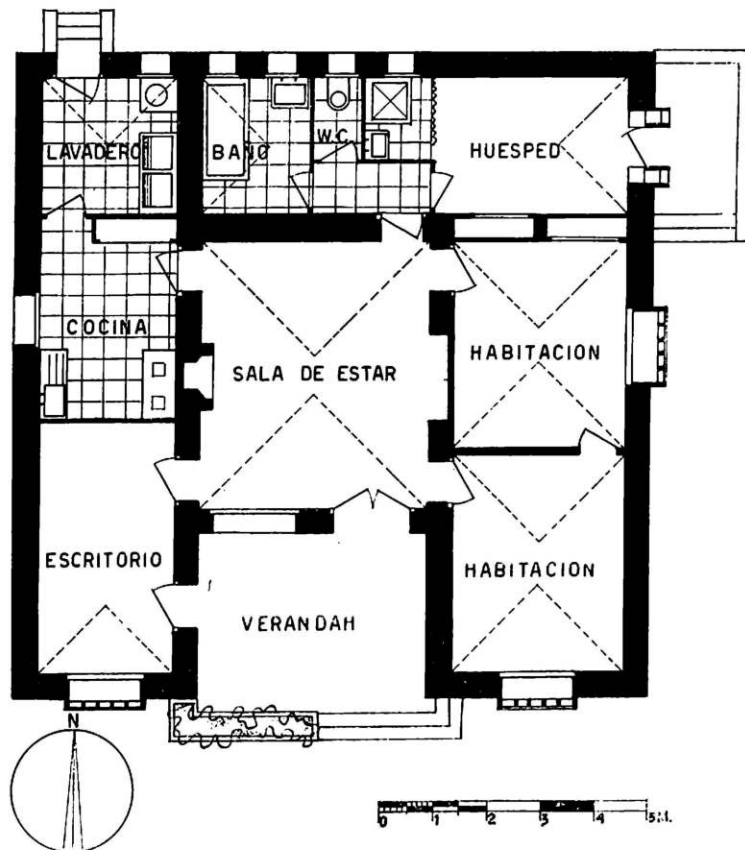 LAVADERO
BAÑO
W.C.
HUESPED
COCINA
SALA DE ESTAR
HABITACION
ESCRITORIO
HABITACION
VERANDAH
N
0 1 2 3 4 5 M.